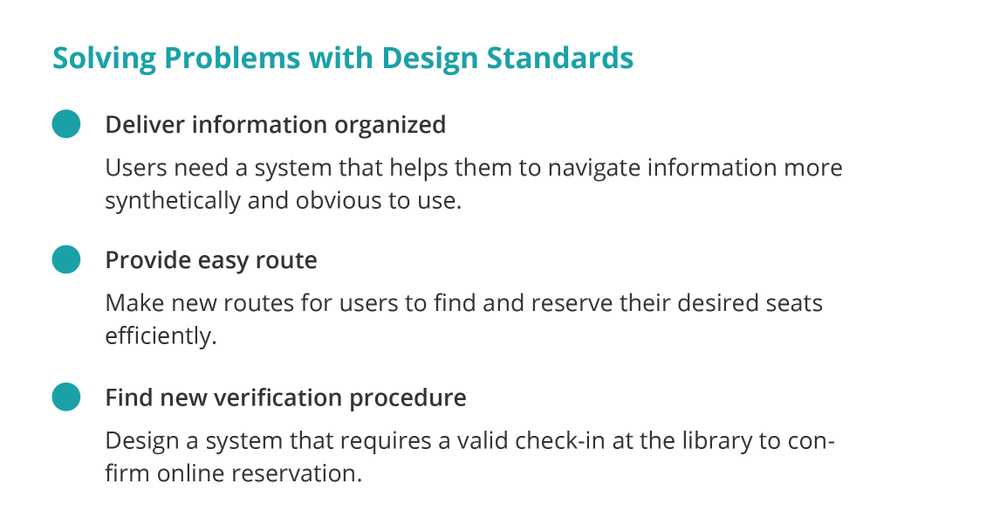 Solving Problems with Design Standards
Deliver information organized
Users need a system that helps them to navigate information more
synthetically and obvious to use.
Provide easy route
Make new routes for users to find and reserve their desired seats
efficiently.
Find new verification procedure
Design a system that requires a valid check-in at the library to con-
firm online reservation.